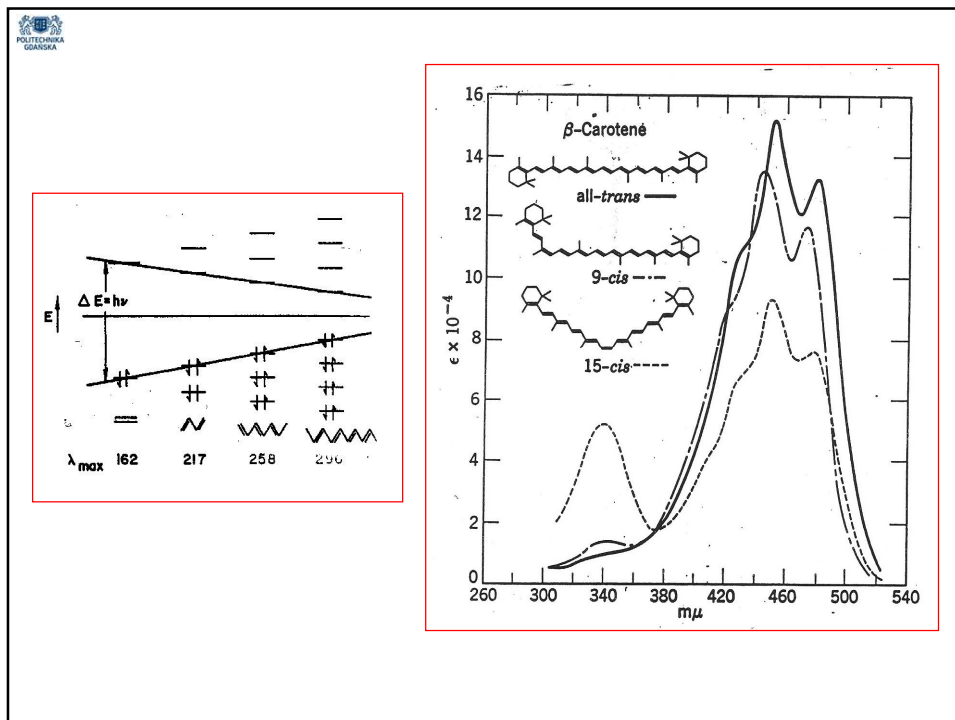 POLITECHNIKA
GDAŃSKA
E
Δ E = hν
λmax 162 217 258 296
β-Carotene
all-trans
9-cis
15-cis
ϵ × 10⁻⁴
16
14
12
10
8
6
4
2
0
260 300 340 380 420 460 500 540
mμ